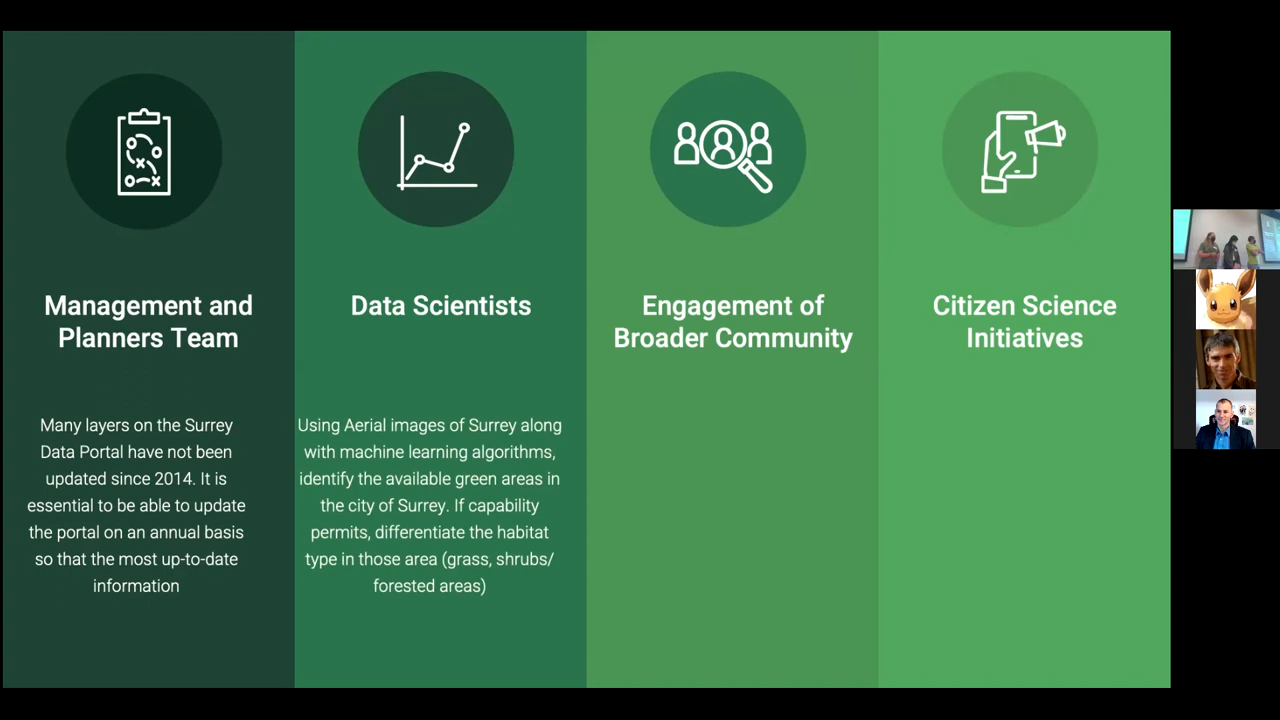 Management and
Planners Team
Many layers on the Surrey
Data Portal have not been
updated since 2014. It is
essential to be able to update
the portal on an annual basis
so that the most up-to-date
information
Data Scientists
Using Aerial images of Surrey along
with machine learning algorithms,
identify the available green areas in
the city of Surrey. If capability
permits, differentiate the habitat
type in those area (grass, shrubs/
forested areas)
Engagement of
Broader Community
Citizen Science
Initiatives